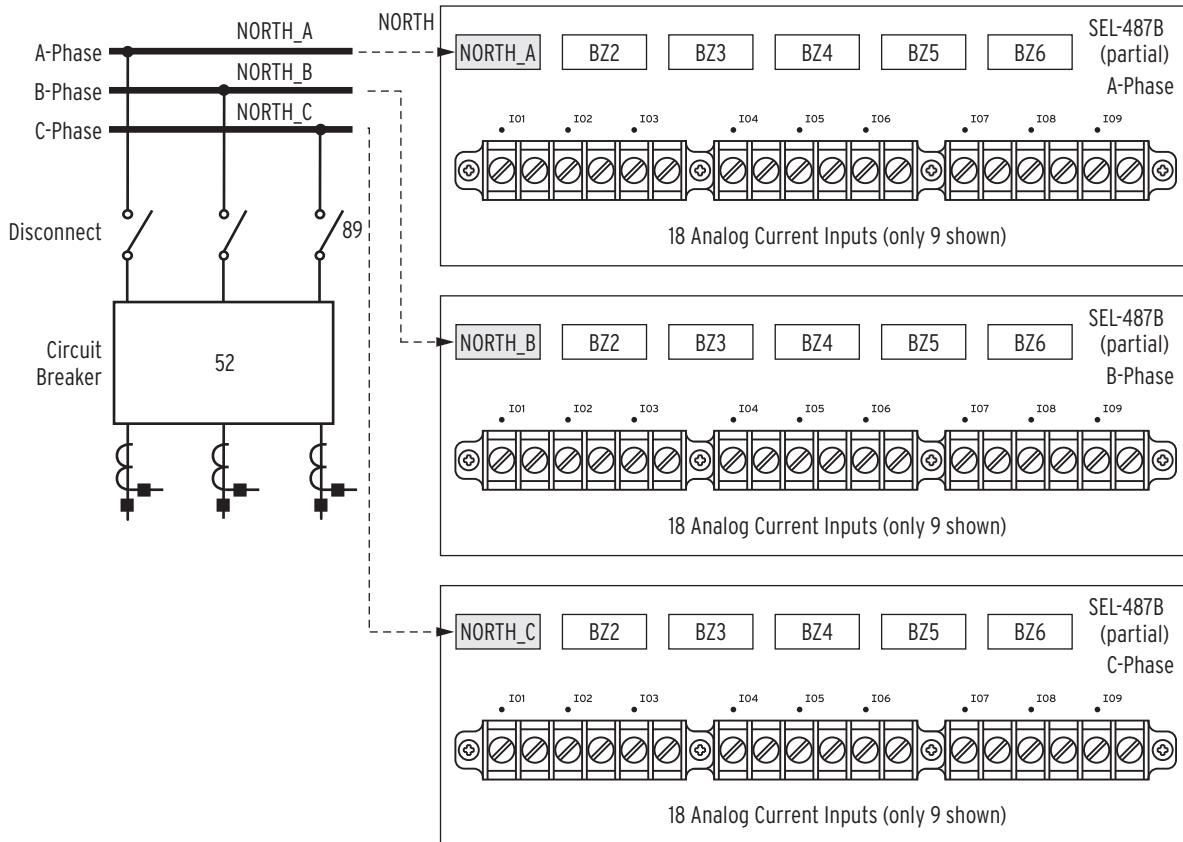 NORTH
A-Phase
NORTH_A
B-Phase
NORTH_B
C-Phase
NORTH_C
Disconnect
89
Circuit
Breaker
52
NORTH_A BZ2 BZ3 BZ4 BZ5 BZ6
SEL-487B
(partial)
A-Phase
I01 I02 I03 I04 I05 I06 I07 I08 I09
18 Analog Current Inputs (only 9 shown)
NORTH_B BZ2 BZ3 BZ4 BZ5 BZ6
SEL-487B
(partial)
B-Phase
I01 I02 I03 I04 I05 I06 I07 I08 I09
18 Analog Current Inputs (only 9 shown)
NORTH_C BZ2 BZ3 BZ4 BZ5 BZ6
SEL-487B
(partial)
C-Phase
I01 I02 I03 I04 I05 I06 I07 I08 I09
18 Analog Current Inputs (only 9 shown)